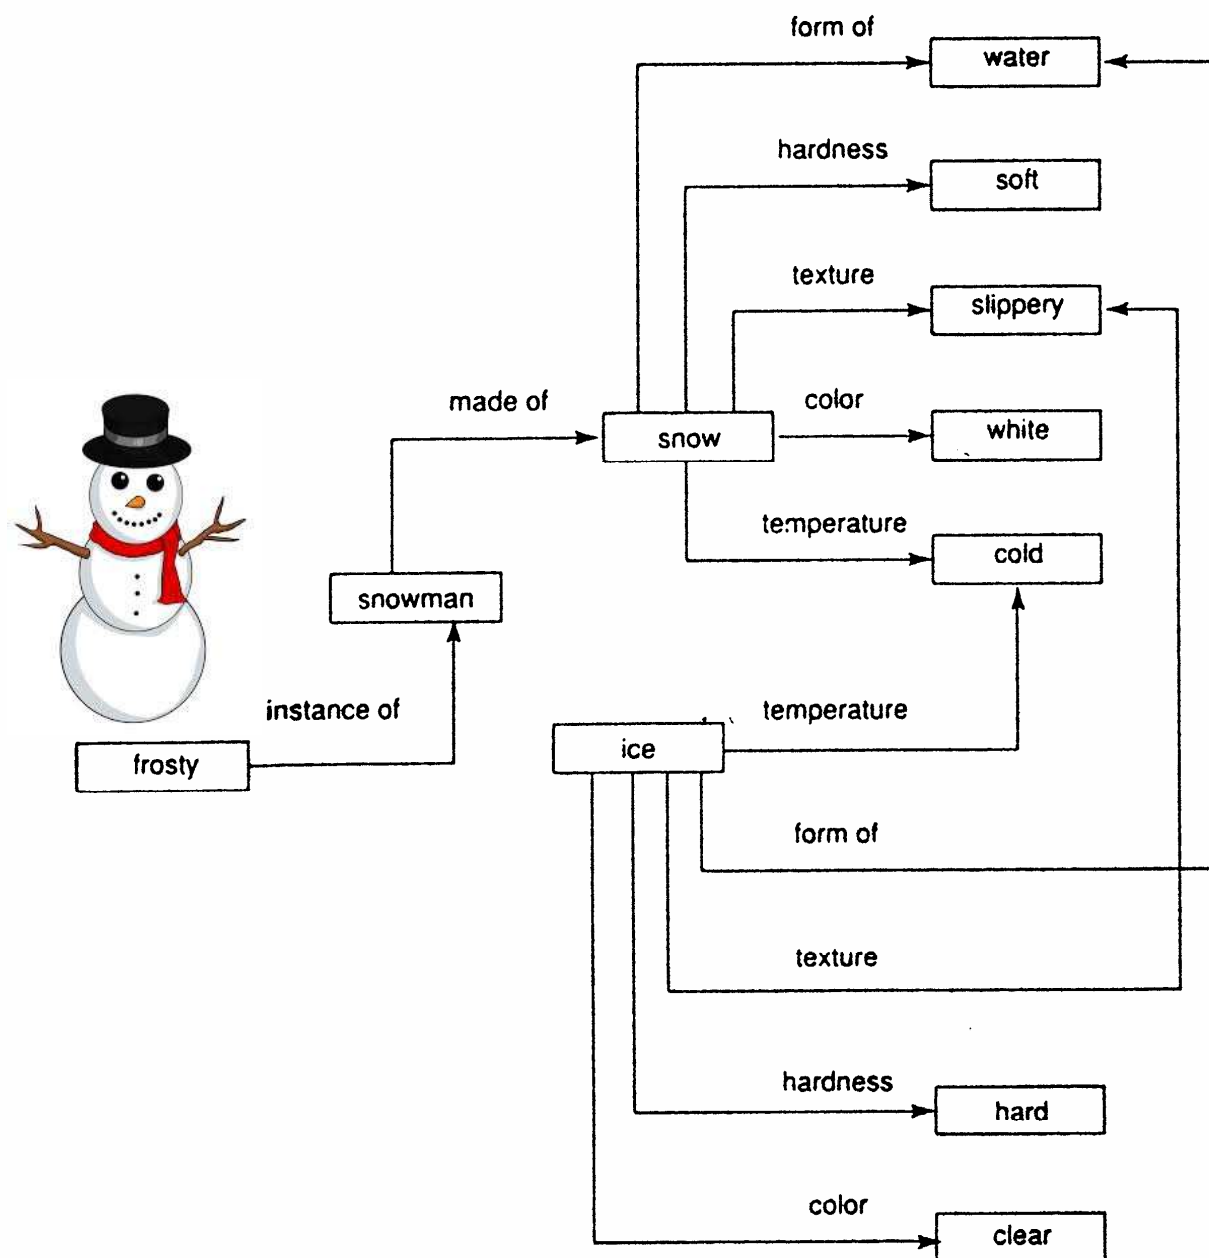 form of
water
hardness
soft
texture
slippery
made of
color
snow
white
temperature
cold
snowman
instance of
temperature
frosty
ice
form of
texture
hardness
hard
color
clear